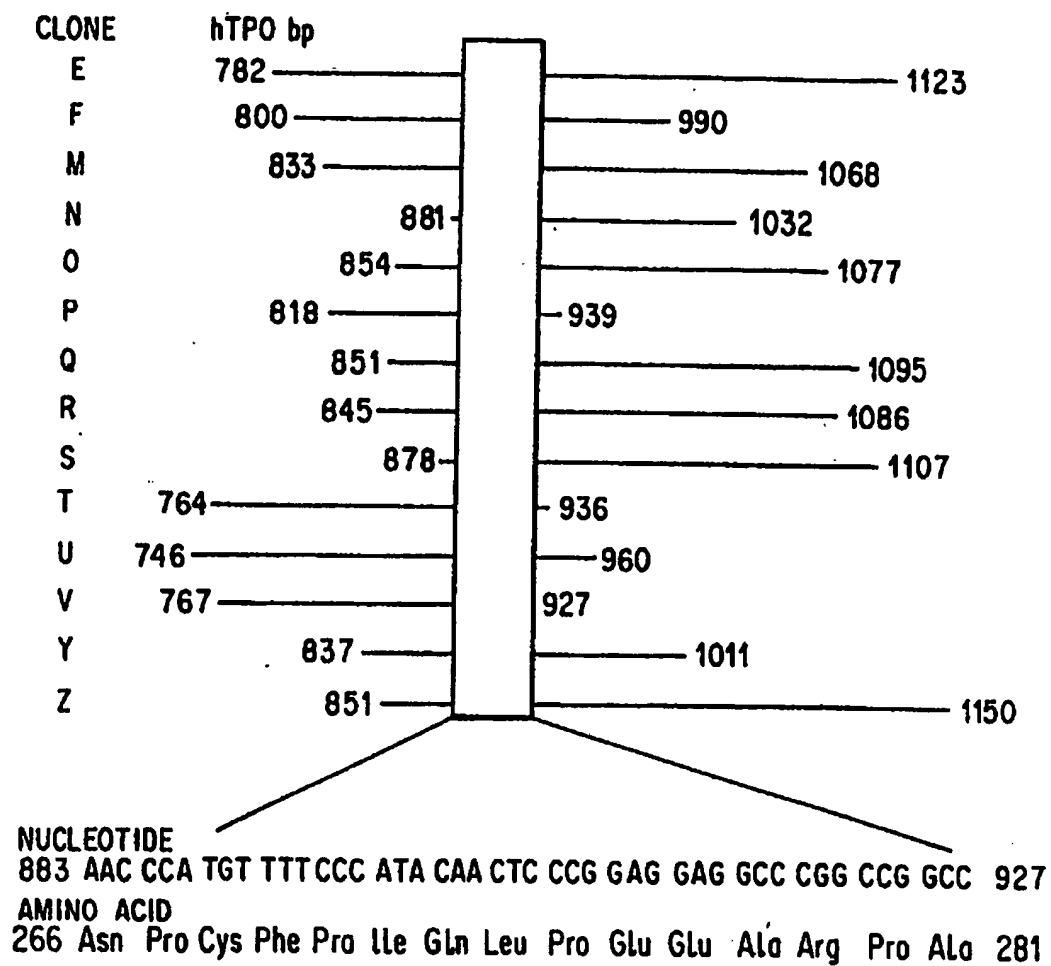 CLONE hTPO bp
E 782 1123
F 800 990
M 833 1068
N 881 1032
O 854 1077
P 818 939
Q 851 1095
R 845 1086
S 878 1107
T 764 936
U 746 960
V 767 927
Y 837 1011
Z 851 1150
NUCLEOTIDE
883 AAC CCA TGT TTT CCC ATA CAA CTC CCG GAG GAG GCC CGG CCG GCC 927
AMINO ACID
266 Asn Pro Cys Phe Pro Ile Gln Leu Pro Glu Glu Ala Arg Pro Ala 281